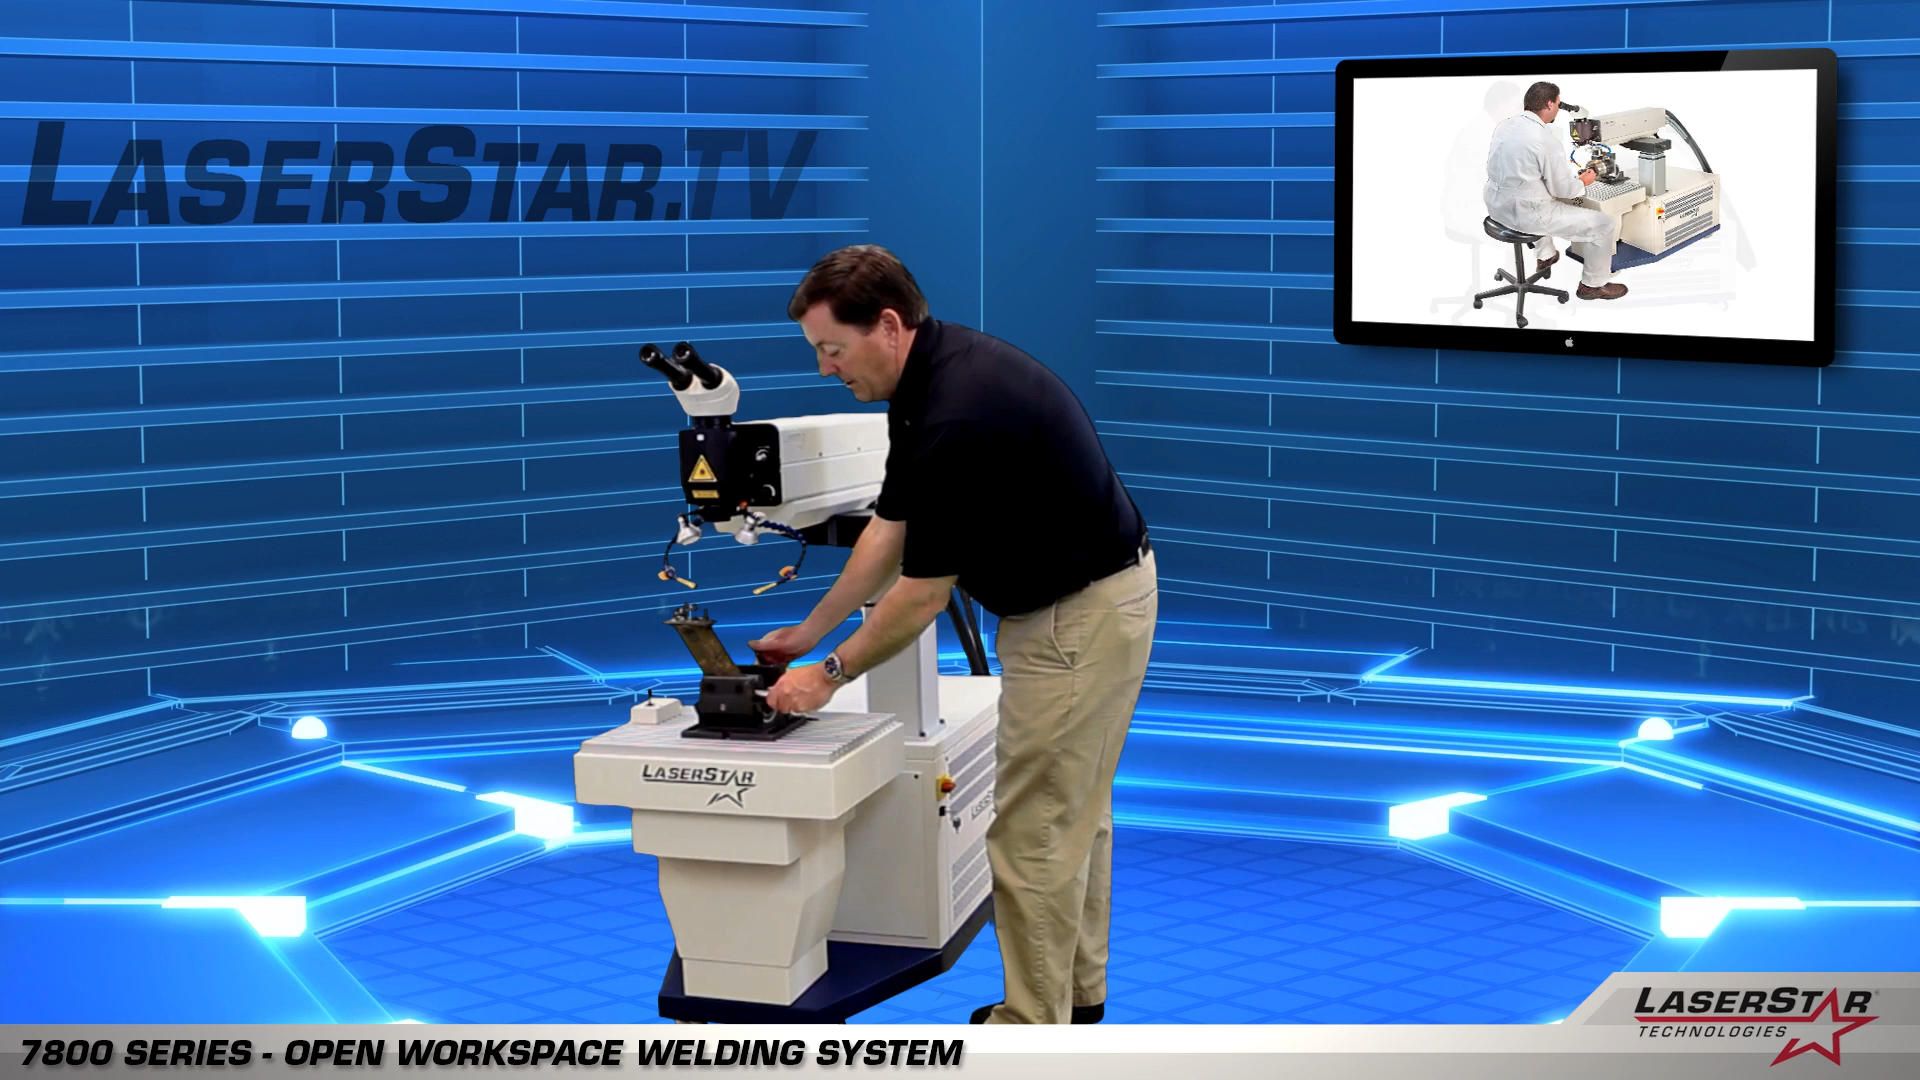 LASERSTAR.TV
LASERSTAR
LASERSTAR
TECHNOLOGIES
7800 SERIES - OPEN WORKSPACE WELDING SYSTEM